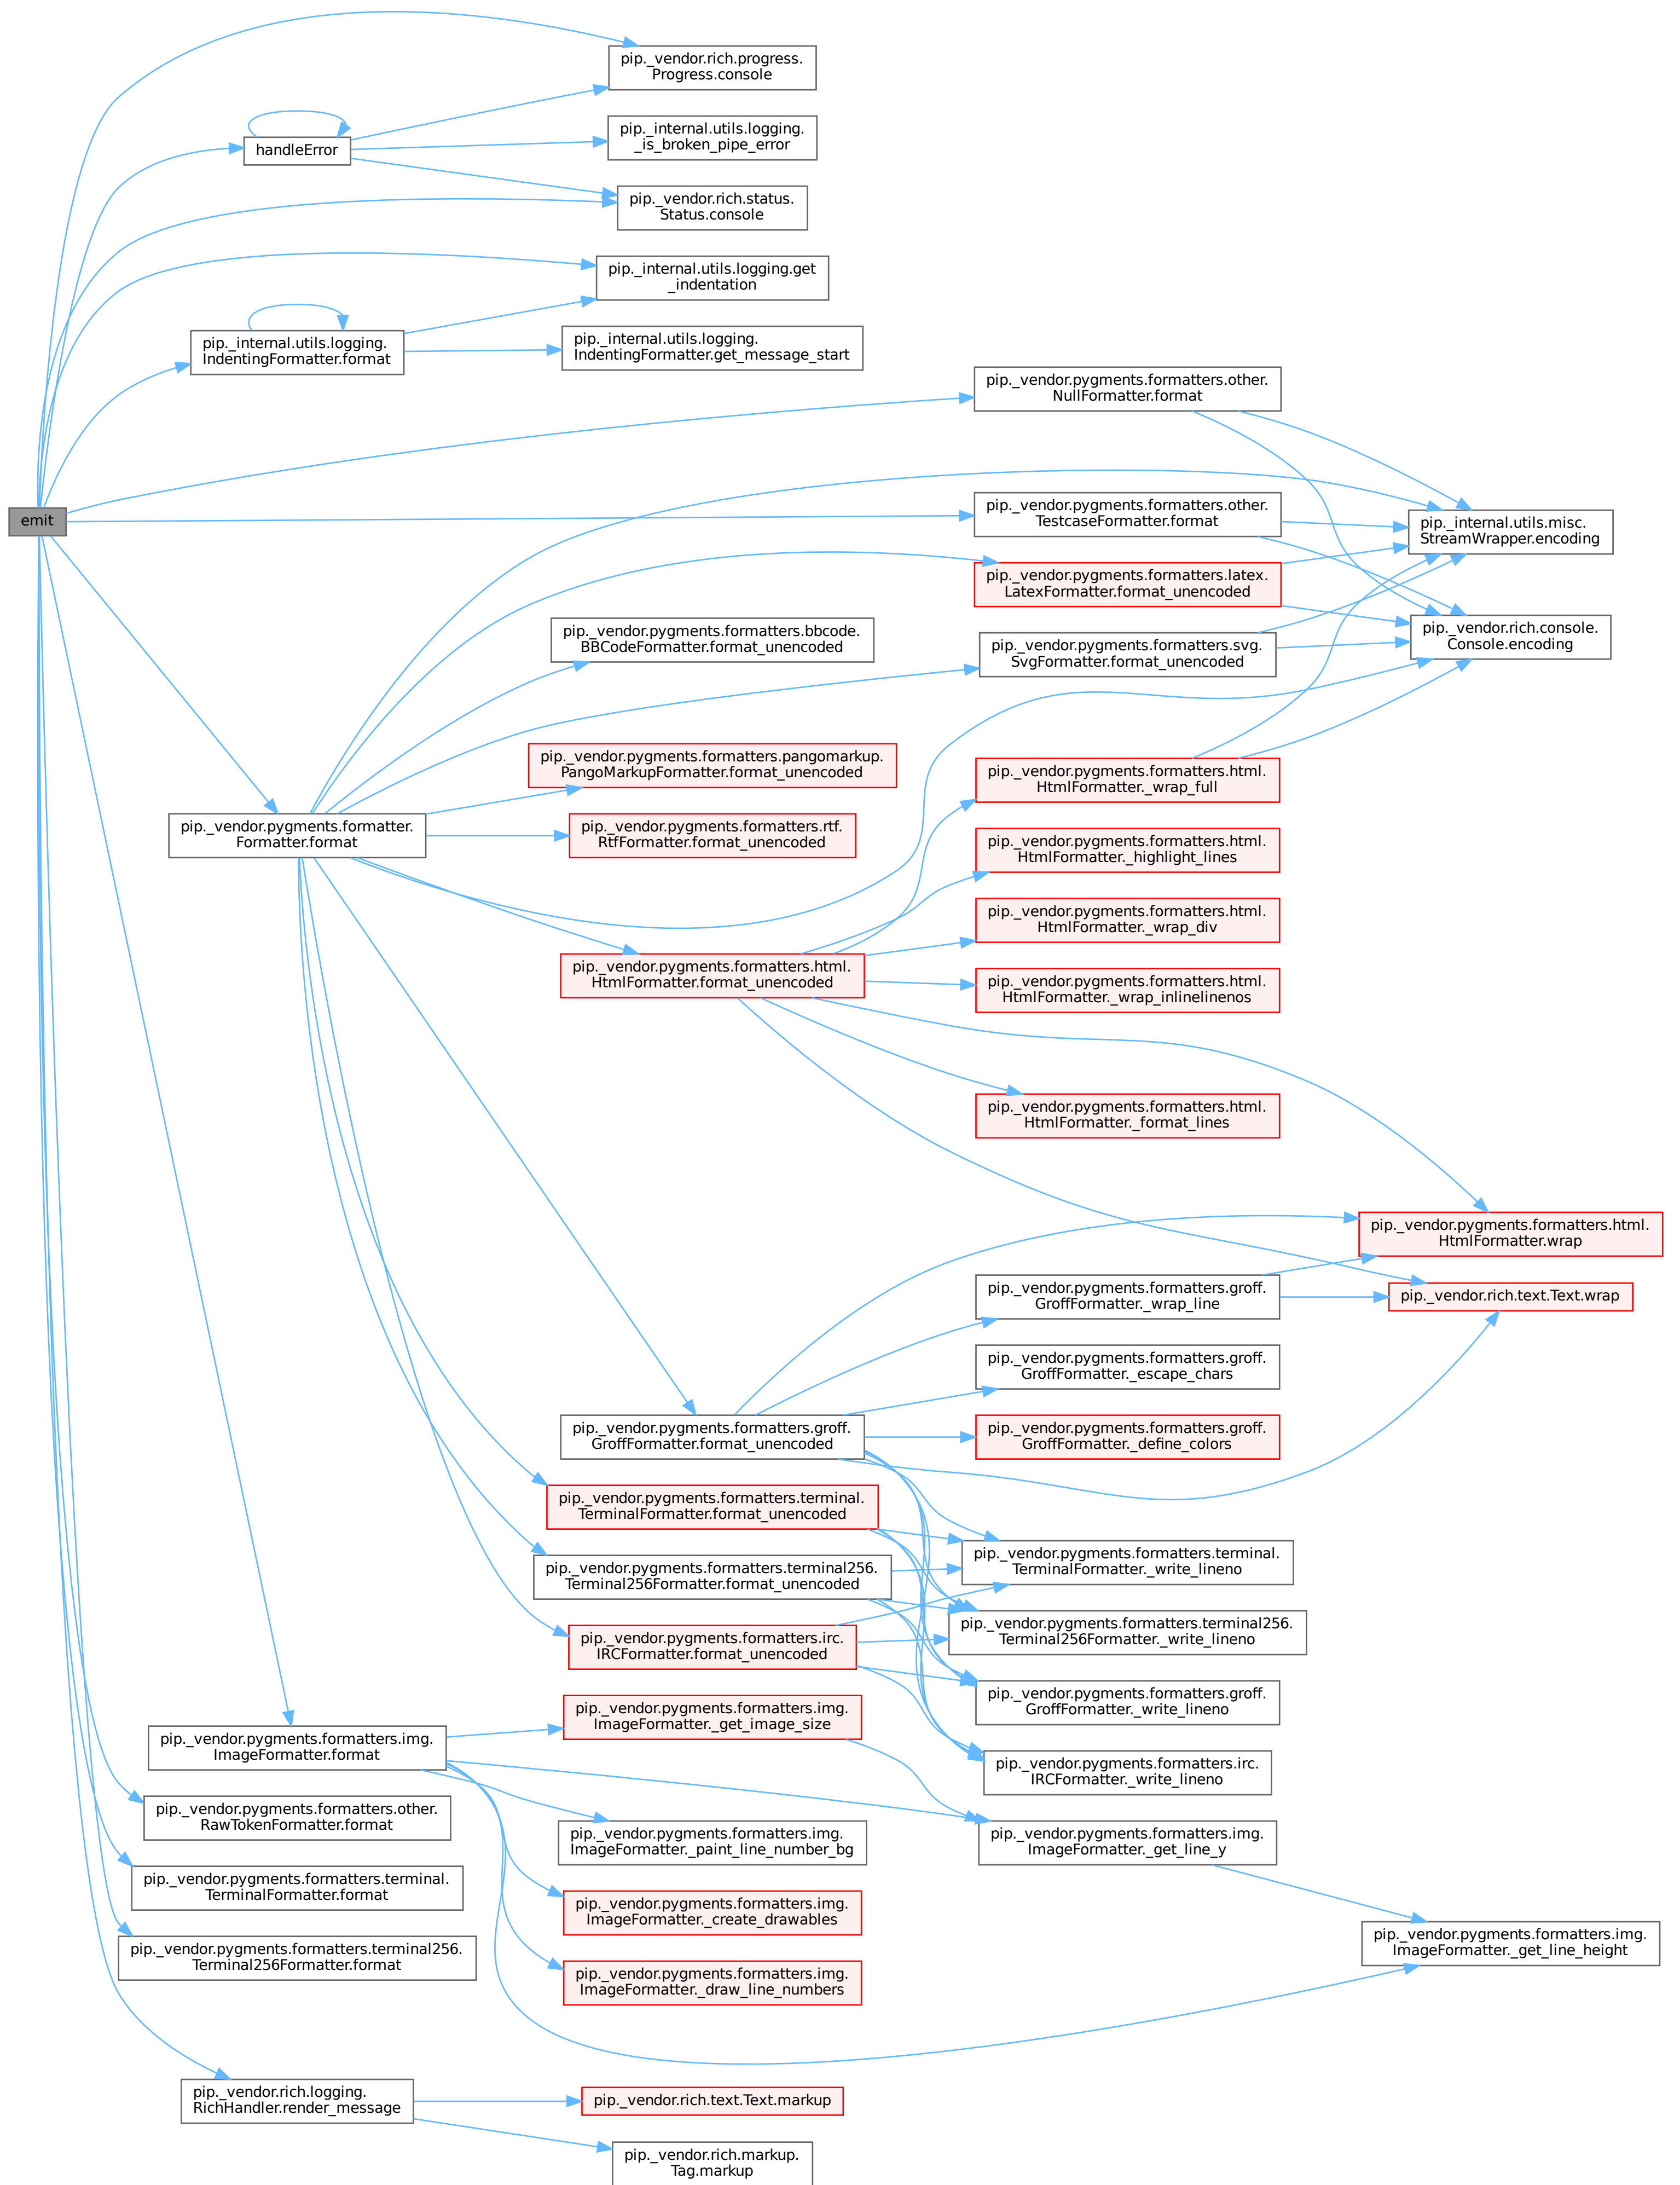 pip._vendor.rich.progress.
Progress.console
handleError
pip._internal.utils.logging.
_is_broken_pipe_error
pip._vendor.rich.status.
Status.console
pip._internal.utils.logging.get
_indentation
pip._internal.utils.logging.
IndentingFormatter.format
pip._internal.utils.logging.
IndentingFormatter.get_message_start
pip._vendor.pygments.formatters.other.
NullFormatter.format
emit
pip._vendor.pygments.formatters.other.
TestcaseFormatter.format
pip._internal.utils.misc.
StreamWrapper.encoding
pip._vendor.pygments.formatters.latex.
LatexFormatter.format_unencoded
pip._vendor.pygments.formatters.bbcode.
BBCodeFormatter.format_unencoded
pip._vendor.pygments.formatters.svg.
SvgFormatter.format_unencoded
pip._vendor.rich.console.
Console.encoding
pip._vendor.pygments.formatters.pangomarkup.
PangoMarkupFormatter.format_unencoded
pip._vendor.pygments.formatters.html.
HtmlFormatter._wrap_full
pip._vendor.pygments.formatter.
Formatter.format
pip._vendor.pygments.formatters.rtf.
RtfFormatter.format_unencoded
pip._vendor.pygments.formatters.html.
HtmlFormatter._highlight_lines
pip._vendor.pygments.formatters.html.
HtmlFormatter._wrap_div
pip._vendor.pygments.formatters.html.
HtmlFormatter.format_unencoded
pip._vendor.pygments.formatters.html.
HtmlFormatter._wrap_inlinelinenos
pip._vendor.pygments.formatters.html.
HtmlFormatter._format_lines
pip._vendor.pygments.formatters.html.
HtmlFormatter.wrap
pip._vendor.pygments.formatters.groff.
GroffFormatter._wrap_line
pip._vendor.rich.text.Text.wrap
pip._vendor.pygments.formatters.groff.
GroffFormatter._escape_chars
pip._vendor.pygments.formatters.groff.
GroffFormatter.format_unencoded
pip._vendor.pygments.formatters.groff.
GroffFormatter._define_colors
pip._vendor.pygments.formatters.terminal.
TerminalFormatter.format_unencoded
pip._vendor.pygments.formatters.terminal.
TerminalFormatter._write_lineno
pip._vendor.pygments.formatters.terminal256.
Terminal256Formatter.format_unencoded
pip._vendor.pygments.formatters.terminal256.
Terminal256Formatter._write_lineno
pip._vendor.pygments.formatters.irc.
IRCFormatter.format_unencoded
pip._vendor.pygments.formatters.groff.
GroffFormatter._write_lineno
pip._vendor.pygments.formatters.img.
ImageFormatter._get_image_size
pip._vendor.pygments.formatters.img.
ImageFormatter.format
pip._vendor.pygments.formatters.irc.
IRCFormatter._write_lineno
pip._vendor.pygments.formatters.other.
RawTokenFormatter.format
pip._vendor.pygments.formatters.img.
ImageFormatter._paint_line_number_bg
pip._vendor.pygments.formatters.img.
ImageFormatter._get_line_y
pip._vendor.pygments.formatters.terminal.
TerminalFormatter.format
pip._vendor.pygments.formatters.img.
ImageFormatter._create_drawables
pip._vendor.pygments.formatters.img.
ImageFormatter._get_line_height
pip._vendor.pygments.formatters.terminal256.
Terminal256Formatter.format
pip._vendor.pygments.formatters.img.
ImageFormatter._draw_line_numbers
pip._vendor.rich.logging.
RichHandler.render_message
pip._vendor.rich.text.Text.markup
pip._vendor.rich.markup.
Tag.markup